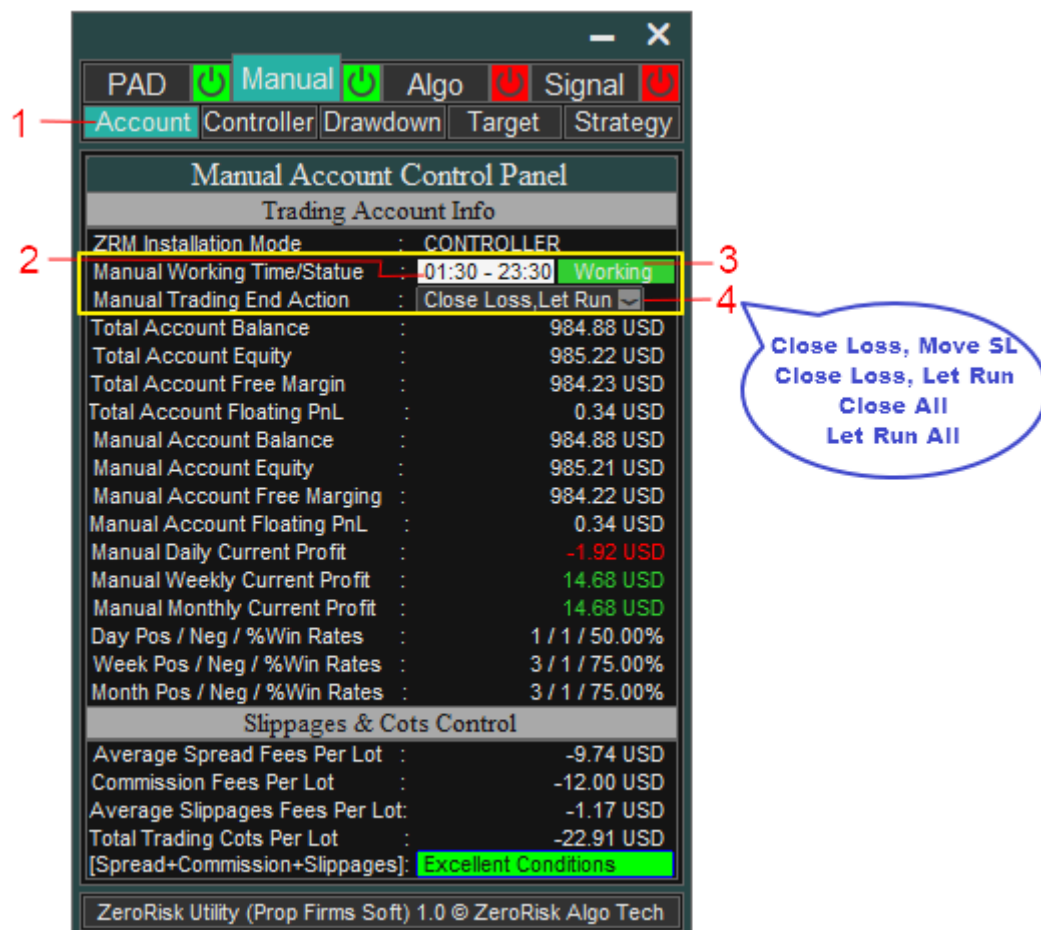 PAD Manual Algo Signal
1 Account Controller Drawdown Target Strategy
Manual Account Control Panel
Trading Account Info
ZRM Installation Mode : CONTROLLER
2 Manual Working Time/Statue : 01:30 - 23:30 Working 3
Manual Trading End Action : Close Loss,Let Run 4
Total Account Balance : 984.88 USD
Total Account Equity : 985.22 USD
Total Account Free Margin : 984.23 USD
Total Account Floating PnL : 0.34 USD
Manual Account Balance : 984.88 USD
Manual Account Equity : 985.21 USD
Manual Account Free Marging : 984.22 USD
Manual Account Floating PnL : 0.34 USD
Manual Daily Current Profit : -1.92 USD
Manual Weekly Current Profit : 14.68 USD
Manual Monthly Current Profit : 14.68 USD
Day Pos / Neg / %Win Rates : 1 / 1 / 50.00%
Week Pos / Neg / %Win Rates : 3 / 1 / 75.00%
Month Pos / Neg / %Win Rates : 3 / 1 / 75.00%
Slippages & Cots Control
Average Spread Fees Per Lot : -9.74 USD
Commission Fees Per Lot : -12.00 USD
Average Slippages Fees Per Lot: -1.17 USD
Total Trading Cots Per Lot : -22.91 USD
[Spread+Commission+Slippages]: Excellent Conditions
ZeroRisk Utility (Prop Firms Soft) 1.0 © ZeroRisk Algo Tech
Close Loss, Move SL
Close Loss, Let Run
Close All
Let Run All